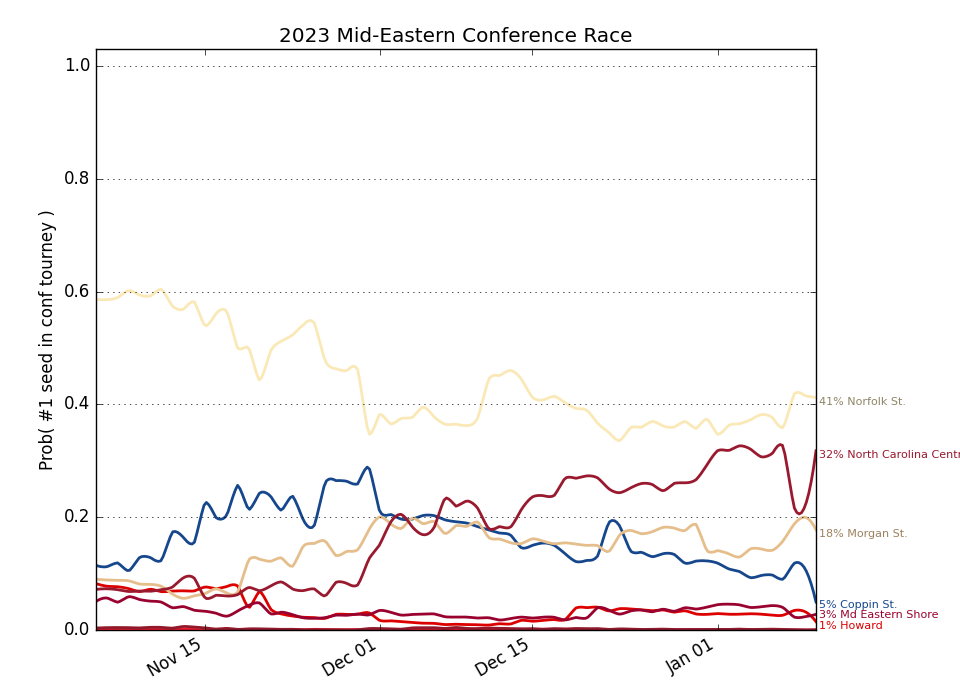 2023 Mid-Eastern Conference Race
Prob( #1 seed in conf tourney )
1.0
0.8
0.6
0.4
0.2
0.0
Nov 15
Dec 01
Dec 15
Jan 01
41% Norfolk St.
32% North Carolina Centr
18% Morgan St.
5% Coppin St.
3% Md Eastern Shore
1% Howard